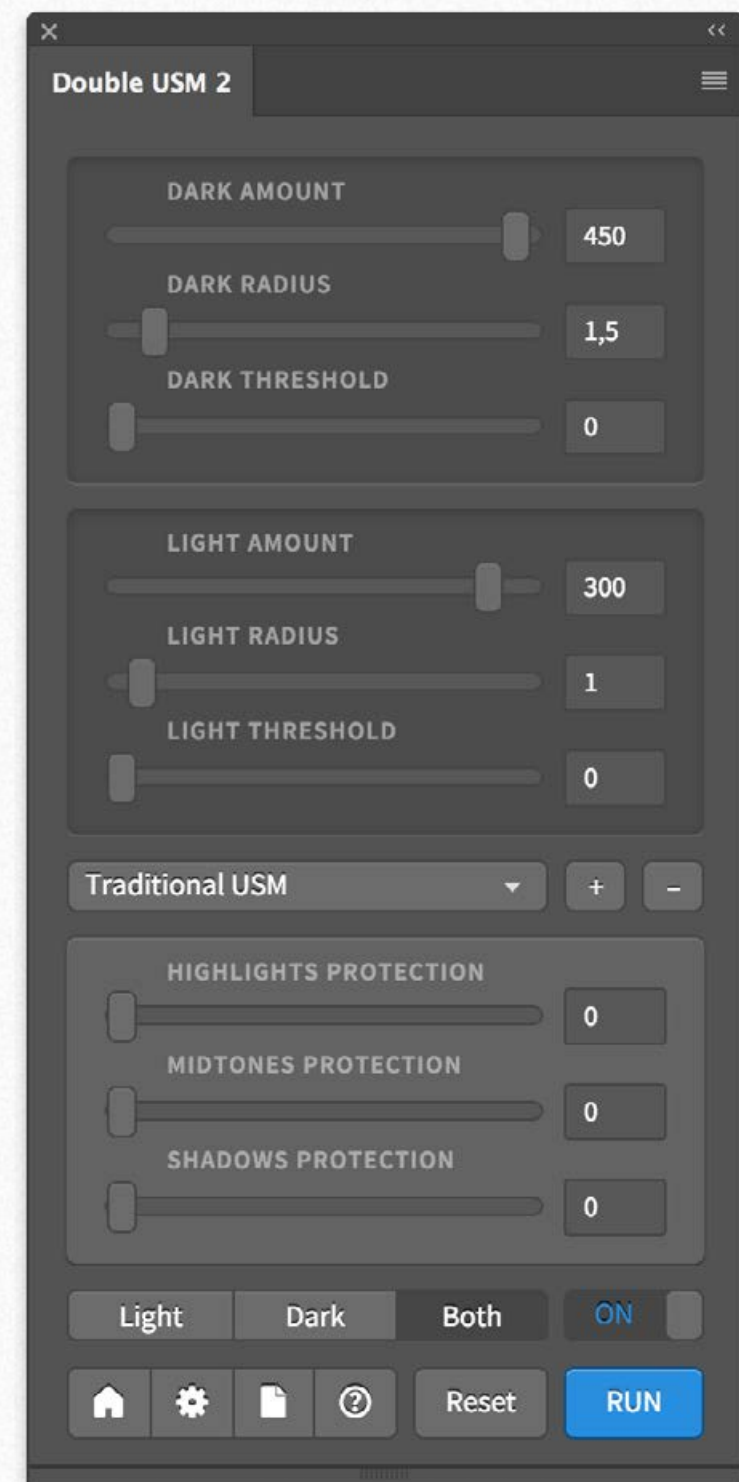 Double USM 2
DARK AMOUNT
450
DARK RADIUS
1,5
DARK THRESHOLD
0
LIGHT AMOUNT
300
LIGHT RADIUS
1
LIGHT THRESHOLD
0
Traditional USM + -
HIGHLIGHTS PROTECTION
0
MIDTONES PROTECTION
0
SHADOWS PROTECTION
0
Light Dark Both ON
? Reset RUN